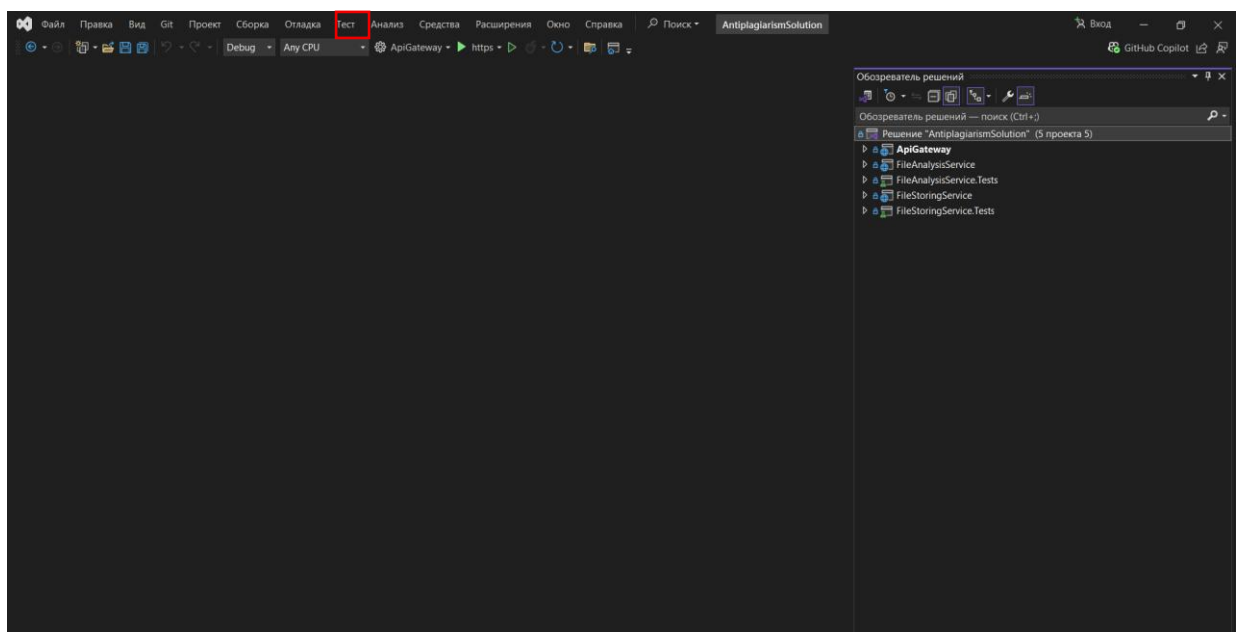 Файл Правка Вид Git Проект Сборка Отладка Тест Анализ Средства Расширения Окно Справка Поиск AntiplagiarismSolution Вход
Debug Any CPU ApiGateway https GitHub Copilot
Обозреватель решений
Обозреватель решений — поиск (Ctrl+;)
Решение "AntiplagiarismSolution" (5 проекта 5)
ApiGateway
FileAnalysisService
FileAnalysisService.Tests
FileStoringService
FileStoringService.Tests